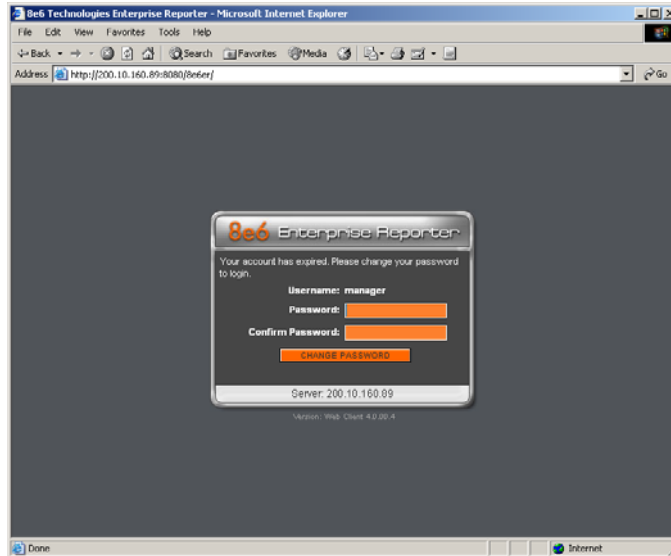 8e6 Technologies Enterprise Reporter - Microsoft Internet Explorer
File Edit View Favorites Tools Help
Back Search Favorites Media
Address http://200.10.160.89:8080/8e6er/ Go
8e6 Enterprise Reporter
Your account has expired. Please change your password
to login.
Username: manager
Password:
Confirm Password:
CHANGE PASSWORD
Server: 200.10.160.89
Version: Web Client 4.0.00.4
Done Internet